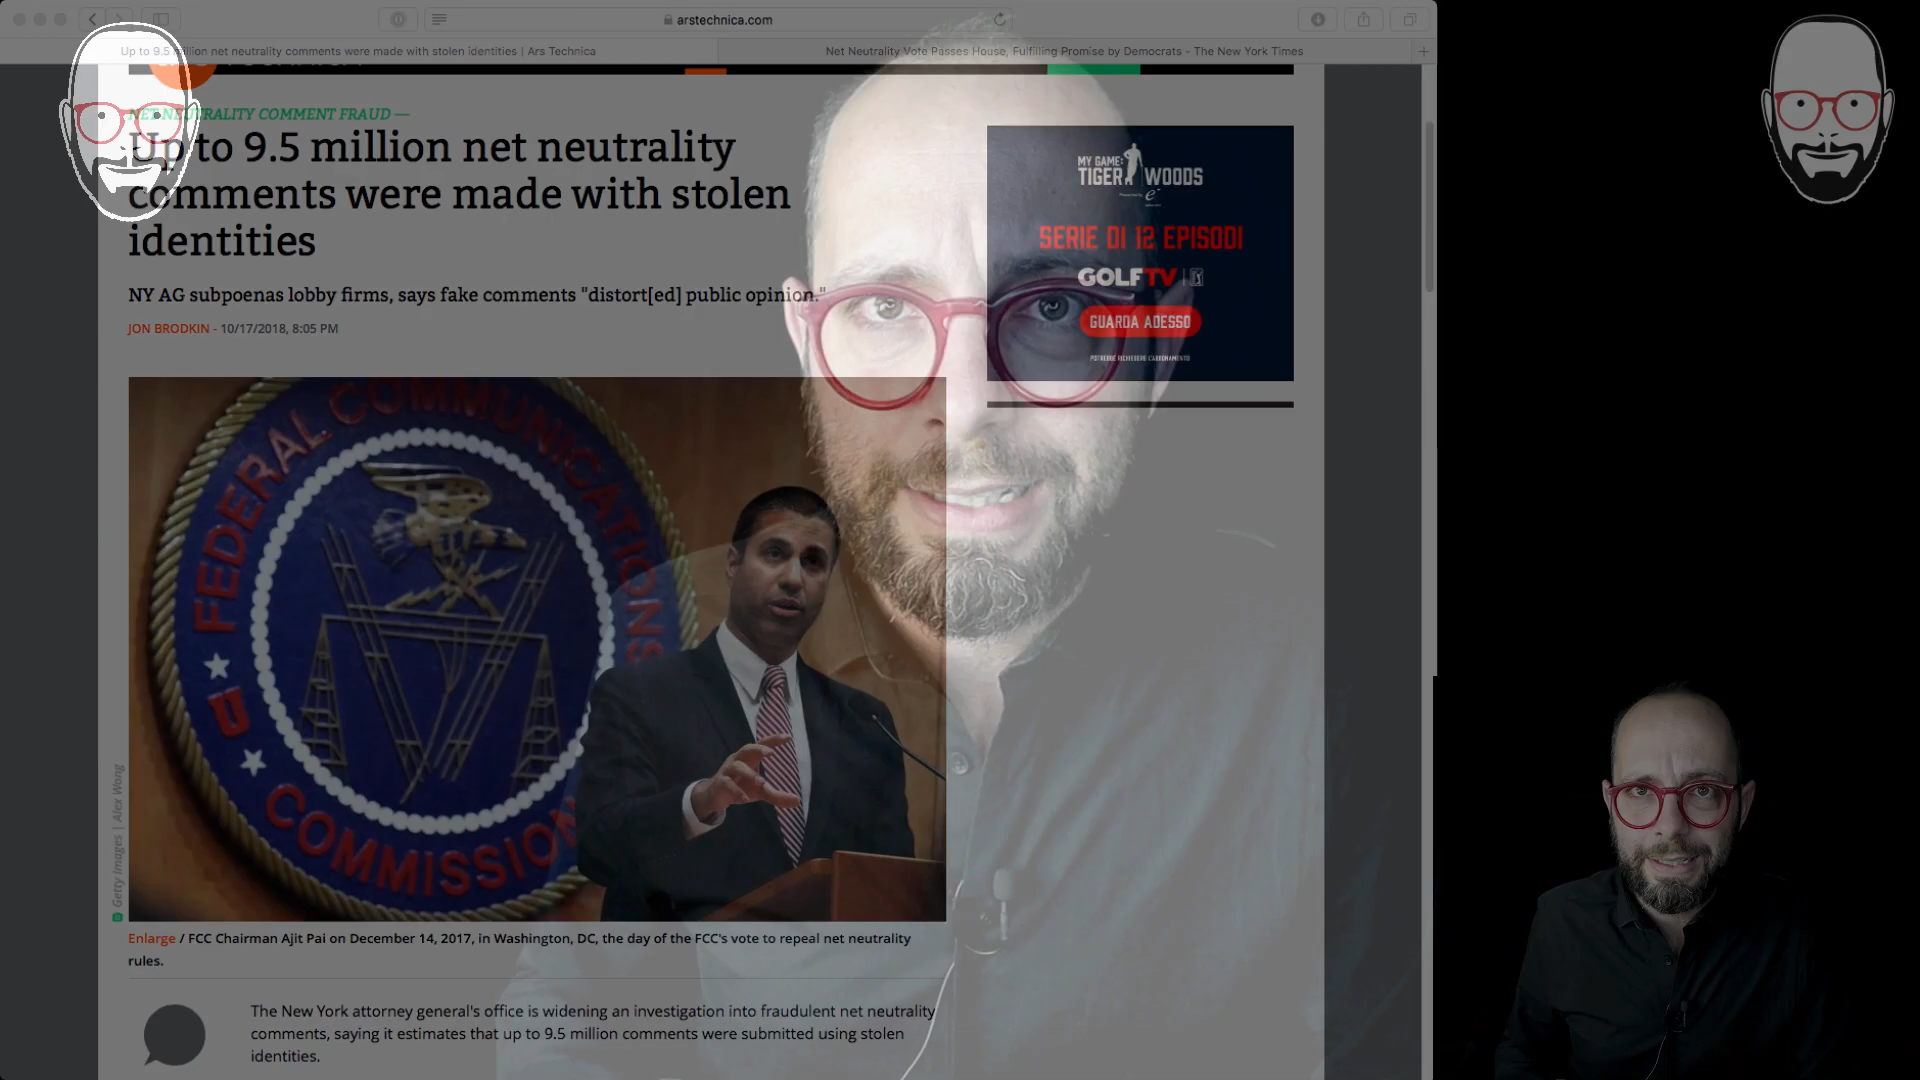 arstechnica.com
Up to 9.5 million net neutrality comments were made with stolen identities | Ars Technica
Net Neutrality Vote Passes House, Fulfilling Promise by Democrats - The New York Times
NET NEUTRALITY COMMENT FRAUD —
Up to 9.5 million net neutrality
comments were made with stolen
identities
NY AG subpoenas lobby firms, says fake comments "distort[ed] public opinion."
JON BRODKIN - 10/17/2018, 8:05 PM
MY GAME:
TIGER WOODS
SERIE DI 12 EPISODI
GOLFTV
GUARDA ADESSO
POTREBBE RICHIEDERE L'ABBONAMENTO
FEDERAL COMMUNICATIONS
COMMISSION
U
Getty Images | Alex Wong
Enlarge / FCC Chairman Ajit Pai on December 14, 2017, in Washington, DC, the day of the FCC's vote to repeal net neutrality
rules.
The New York attorney general's office is widening an investigation into fraudulent net neutrality
comments, saying it estimates that up to 9.5 million comments were submitted using stolen
identities.